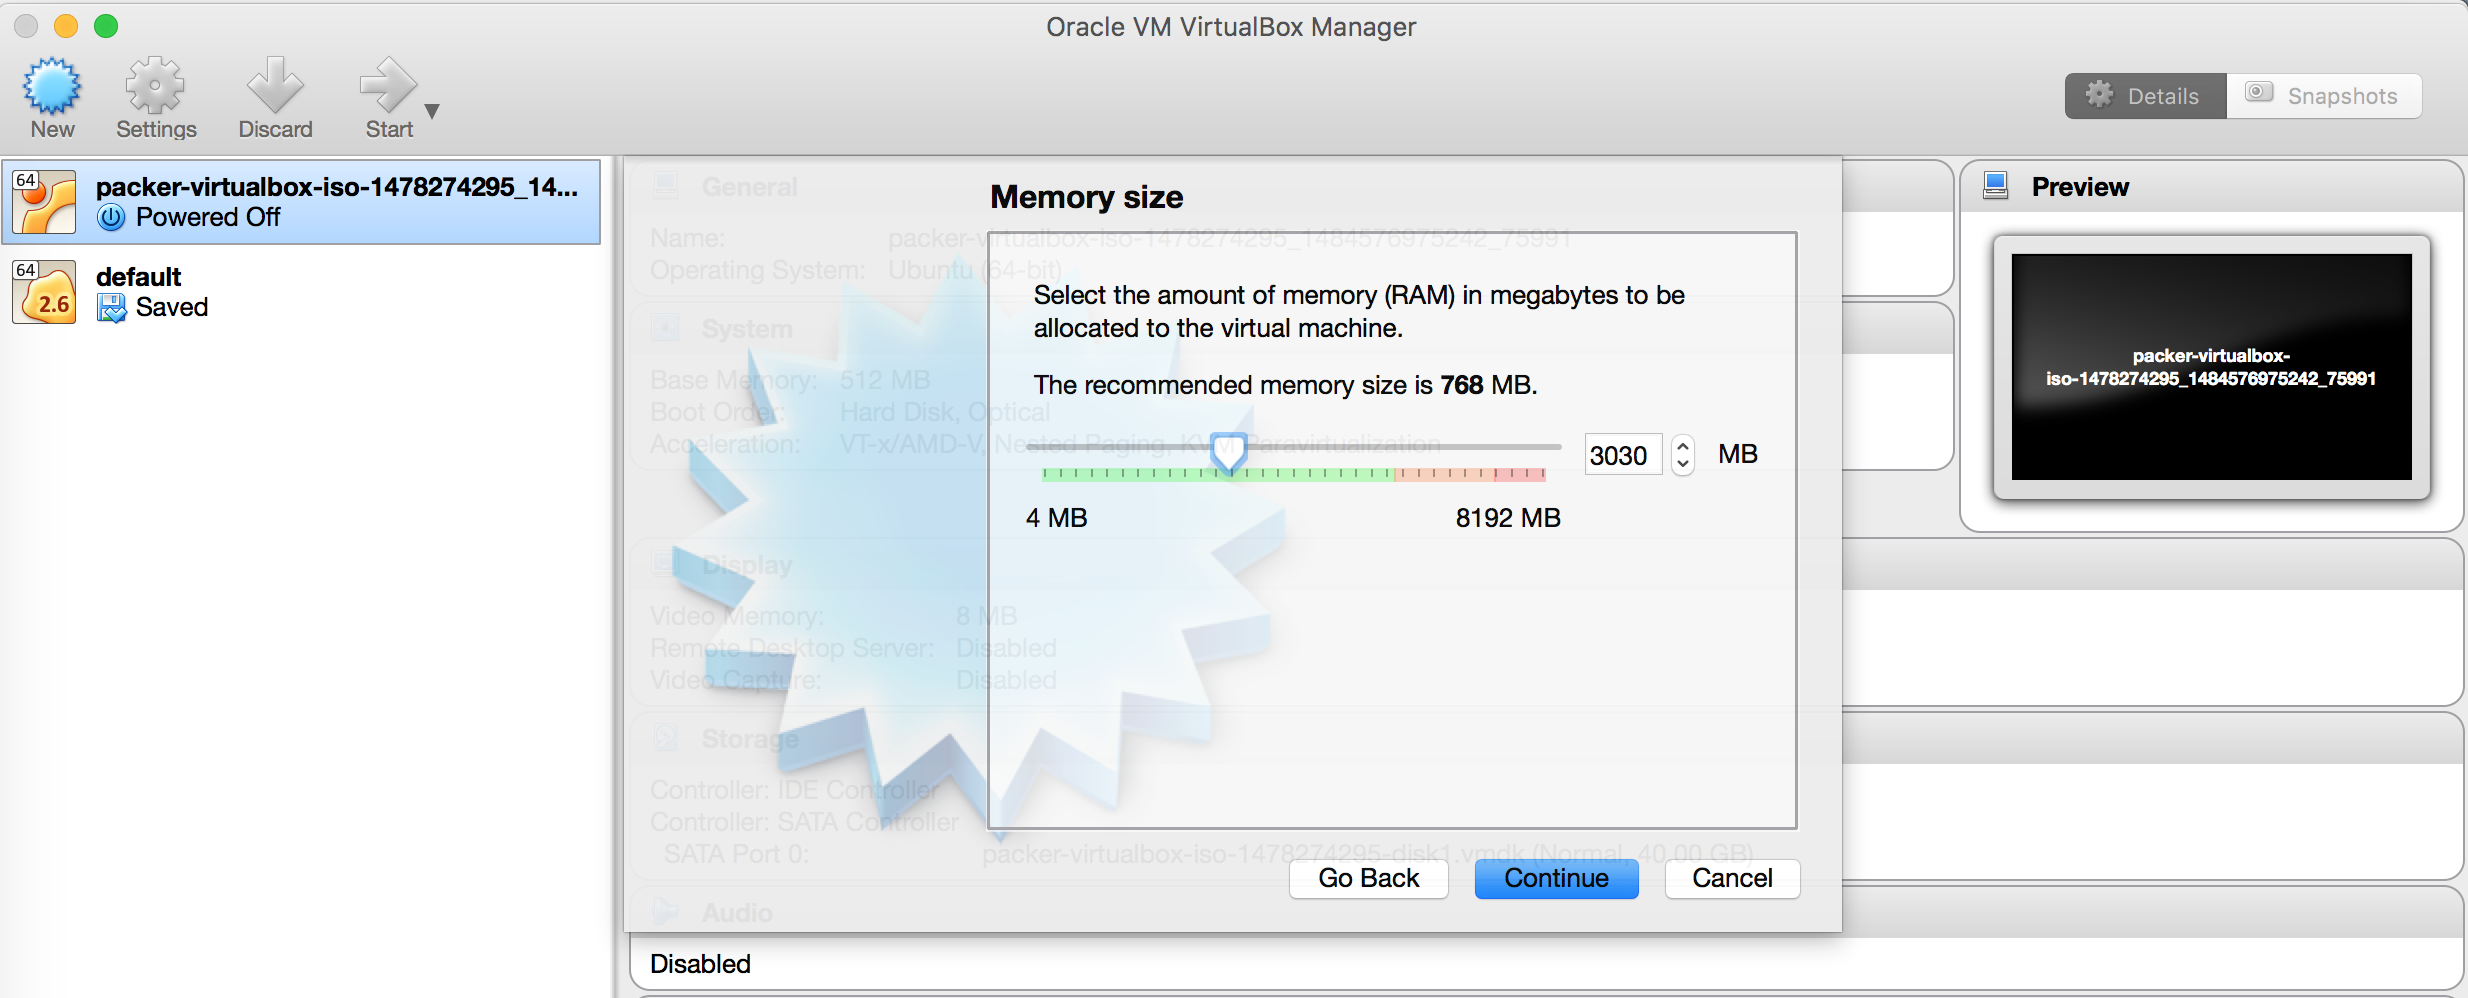 Oracle VM VirtualBox Manager
New
Settings
Discard
Start
Details
Snapshots
64
packer-virtualbox-iso-1478274295_14...
Powered Off
64
2.6
default
Saved
General
Name: packer-virtualbox-iso-1478274295_1484576975242_75991
Operating System: Ubuntu (64-bit)
System
Base Memory: 512 MB
Boot Order: Hard Disk, Optical
Acceleration: VT-x/AMD-V, Nested Paging, KVM Paravirtualization
Display
Video Memory: 8 MB
Remote Desktop Server: Disabled
Video Capture: Disabled
Storage
Controller: IDE Controller
Controller: SATA Controller
SATA Port 0: packer-virtualbox-iso-1478274295-disk1.vmdk (Normal, 40.00 GB)
Audio
Disabled
Memory size
Select the amount of memory (RAM) in megabytes to be
allocated to the virtual machine.
The recommended memory size is 768 MB.
3030 MB
4 MB
8192 MB
Go Back
Continue
Cancel
Preview
packer-virtualbox-
iso-1478274295_1484576975242_75991